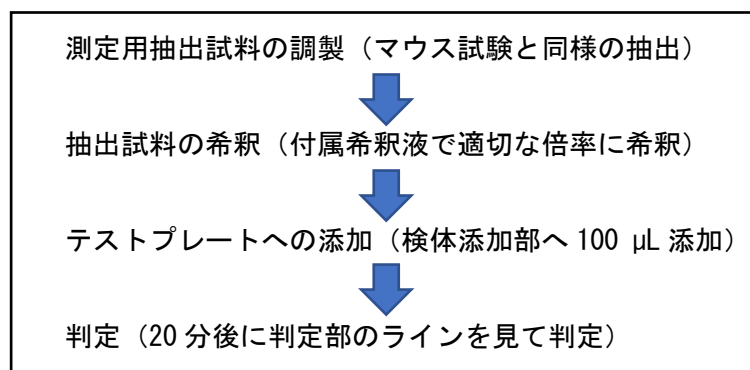 測定用抽出試料の調製（マウス試験と同様の抽出）
抽出試料の希釈（付属希釈液で適切な倍率に希釈）
テストプレートへの添加（検体添加部へ 100 μL 添加）
判定（20 分後に判定部のラインを見て判定）